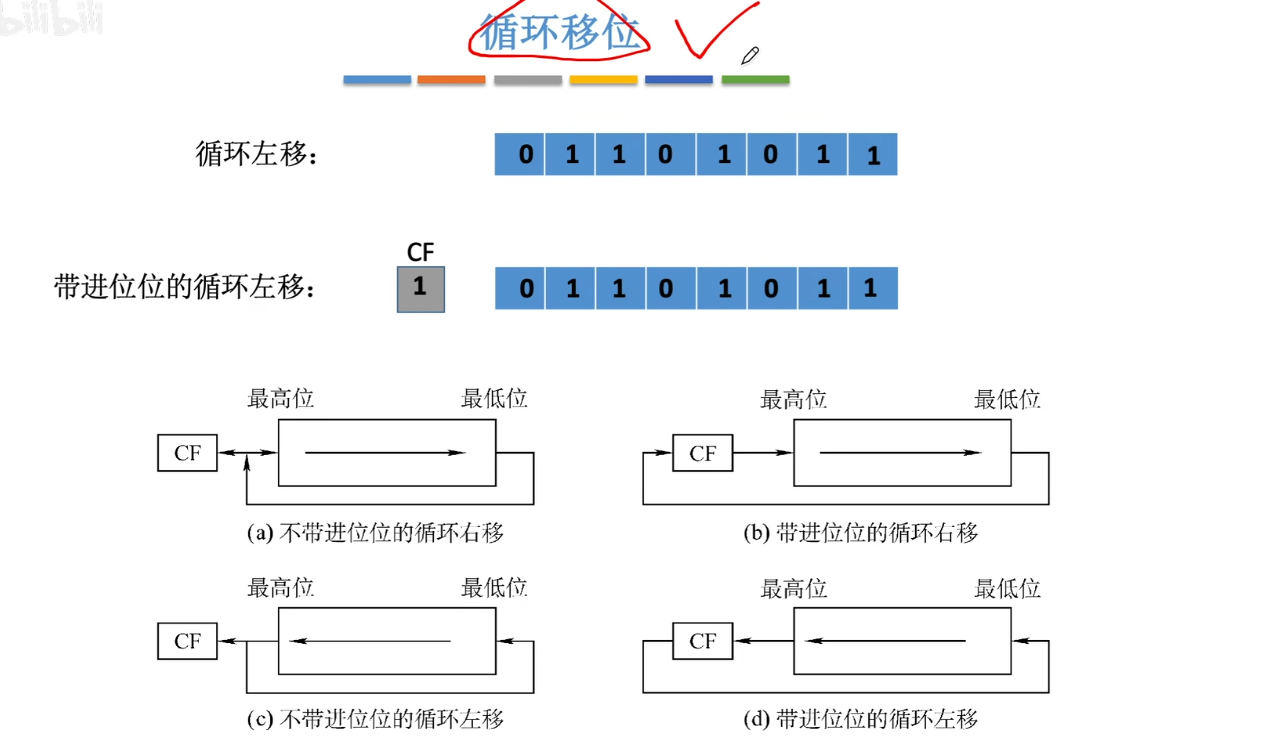 bilibili
循环移位
循环左移：
0 1 1 0 1 0 1 1
CF
带进位位的循环左移：
1
0 1 1 0 1 0 1 1
最高位 最低位
CF
(a) 不带进位位的循环右移
最高位 最低位
CF
(b) 带进位位的循环右移
最高位 最低位
CF
(c) 不带进位位的循环左移
最高位 最低位
CF
(d) 带进位位的循环左移